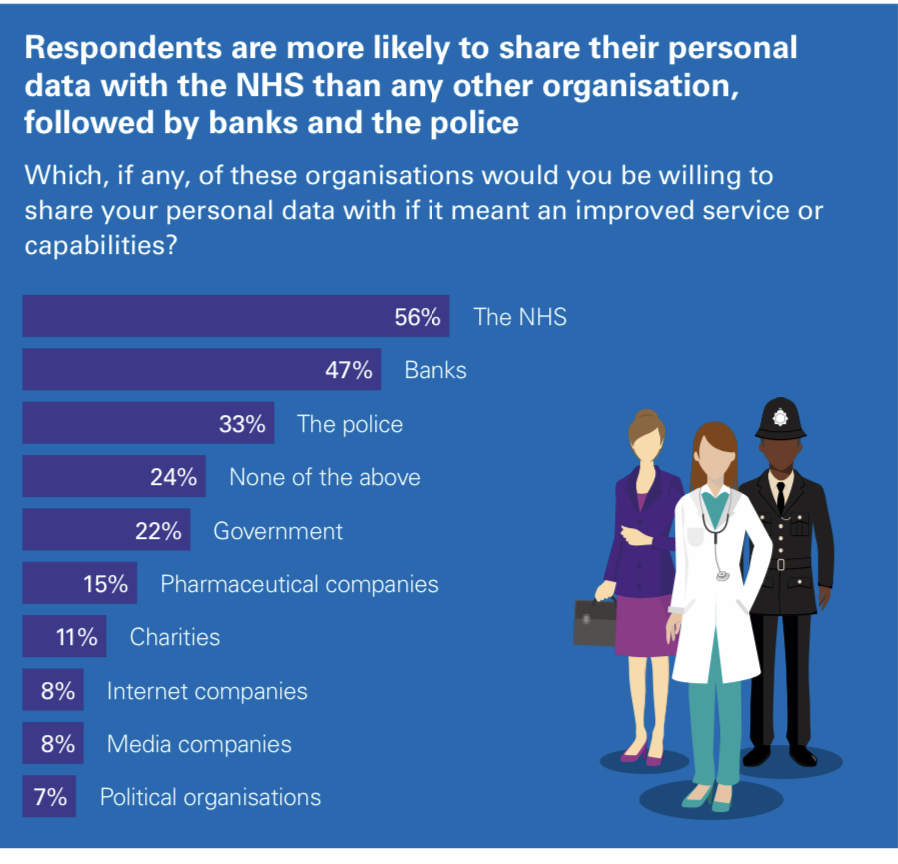 Respondents are more likely to share their personal
data with the NHS than any other organisation,
followed by banks and the police
Which, if any, of these organisations would you be willing to
share your personal data with if it meant an improved service or
capabilities?
56% The NHS
47% Banks
33% The police
24% None of the above
22% Government
15% Pharmaceutical companies
11% Charities
8% Internet companies
8% Media companies
7% Political organisations